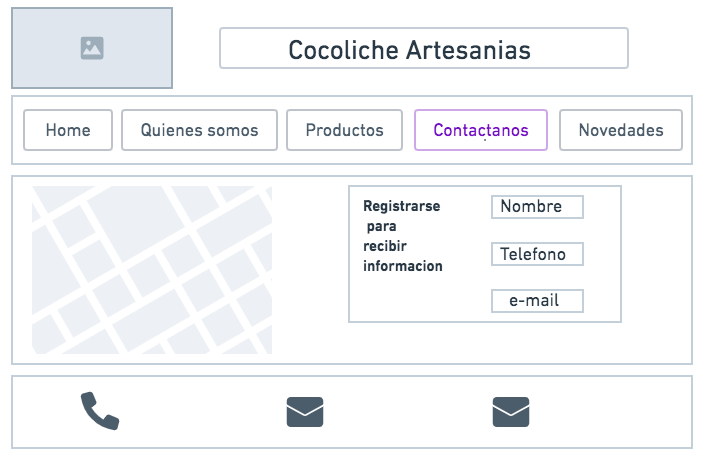 Cocoliche Artesanias
Home
Quienes somos
Productos
Contactanos
Novedades
Registrarse
para
recibir
informacion
Nombre
Telefono
e-mail